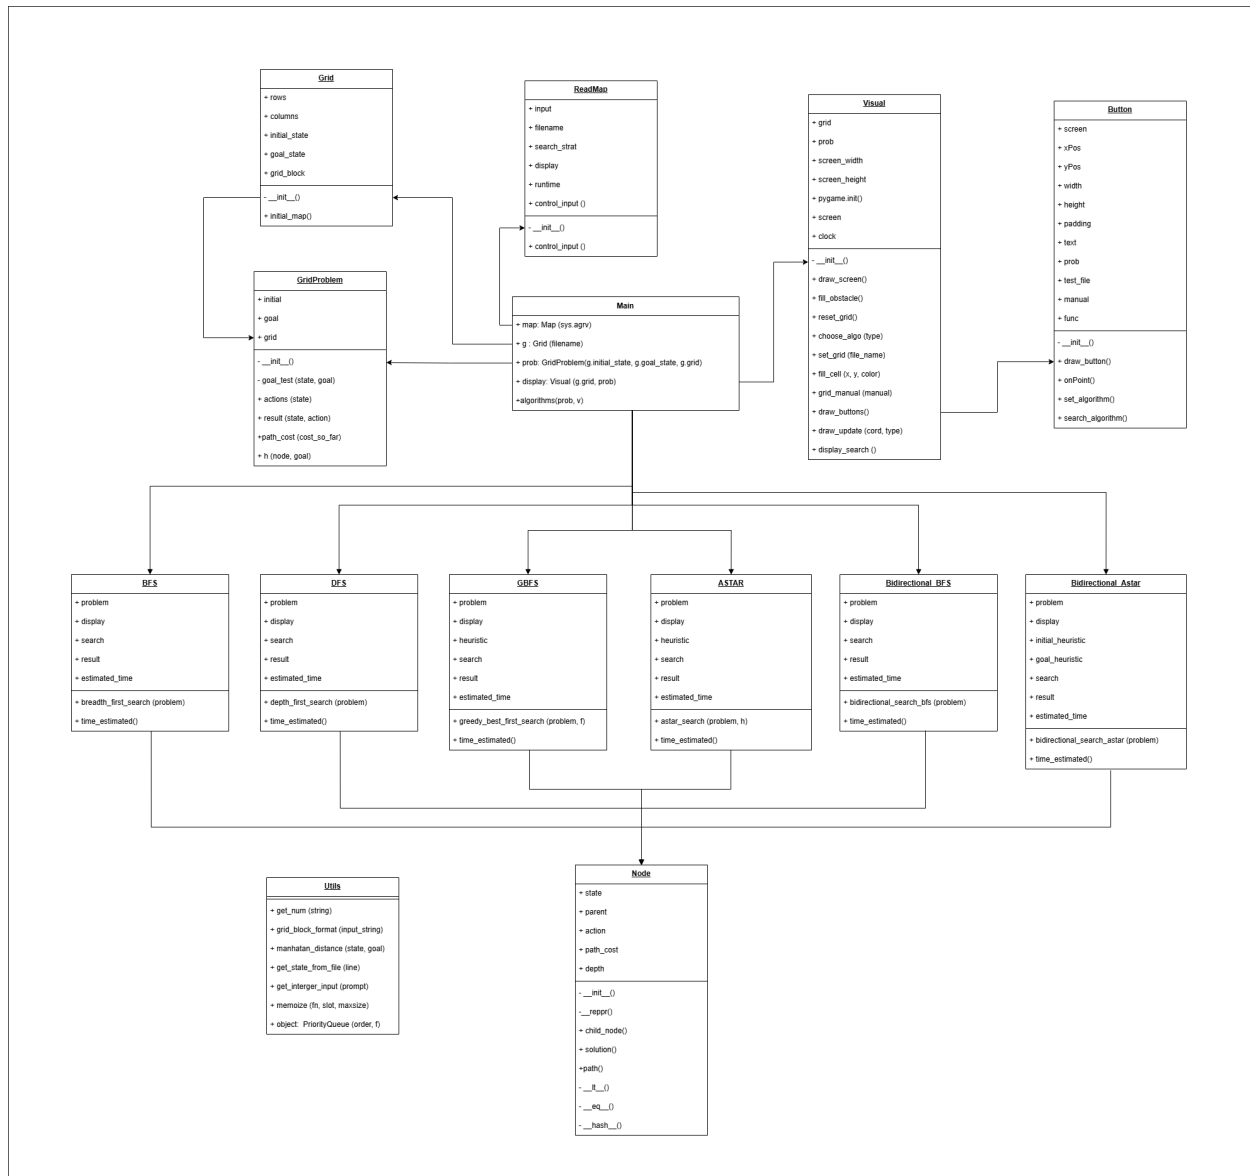 Grid
+ rows
+ columns
+ initial_state
+ goal_state
+ grid_block
- __init__()
+ initial_map()
ReadMap
+ input
+ filename
+ search_strat
+ display
+ runtime
+ control_input ()
- __init__()
+ control_input ()
Visual
+ grid
+ prob
+ screen_width
+ screen_height
+ pygame.init()
+ screen
+ clock
- __init__()
+ draw_screen()
+ fill_obstacle()
+ reset_grid()
+ choose_algo (type)
+ set_grid (file_name)
+ fill_cell (x, y, color)
+ grid_manual (manual)
+ draw_buttons()
+ draw_update (cord, type)
+ display_search ()
Button
+ screen
+ xPos
+ yPos
+ width
+ height
+ padding
+ text
+ prob
+ test_file
+ manual
+ func
- __init__()
+ draw_button()
+ onPoint()
+ set_algorithm()
+ search_algorithm()
GridProblem
+ initial
+ goal
+ grid
- __init__()
- goal_test (state, goal)
+ actions (state)
+ result (state, action)
+path_cost (cost_so_far)
+ h (node, goal)
Main
+ map: Map (sys.agrv)
+ g : Grid (filename)
+ prob: GridProblem(g.initial_state, g.goal_state, g.grid)
+ display: Visual (g.grid, prob)
+algorithms(prob, v)
BFS
+ problem
+ display
+ search
+ result
+ estimated_time
+ breadth_first_search (problem)
+ time_estimated()
DFS
+ problem
+ display
+ search
+ result
+ estimated_time
+ depth_first_search (problem)
+ time_estimated()
GBFS
+ problem
+ display
+ heuristic
+ search
+ result
+ estimated_time
+ greedy_best_first_search (problem, f)
+ time_estimated()
ASTAR
+ problem
+ display
+ heuristic
+ search
+ result
+ estimated_time
+ astar_search (problem, h)
+ time_estimated()
Bidirectional_BFS
+ problem
+ display
+ search
+ result
+ estimated_time
+ bidirectional_search_bfs (problem)
+ time_estimated()
Bidirectional_Astar
+ problem
+ display
+ initial_heuristic
+ goal_heuristic
+ search
+ result
+ estimated_time
+ bidirectional_search_astar (problem)
+ time_estimated()
Utils
+ get_num (string)
+ grid_block_format (input_string)
+ manhatan_distance (state, goal)
+ get_state_from_file (line)
+ get_interger_input (prompt)
+ memoize (fn, slot, maxsize)
+ object:  PriorityQueue (order, f)
Node
+ state
+ parent
+ action
+ path_cost
+ depth
- __init__()
-__reppr()
+ child_node()
+ solution()
+path()
- __lt__()
- __eq__()
- __hash__()